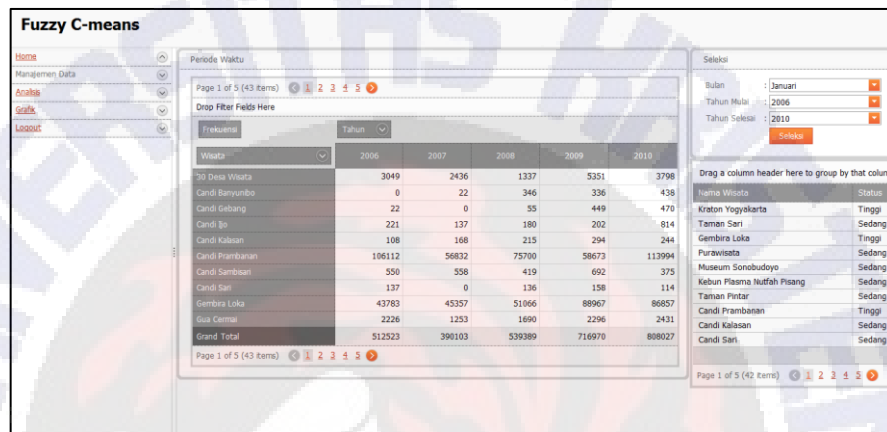 Fuzzy C-means
Home
Manajemen Data
Analisis
Grafik
Logout
Periode Waktu
Page 1 of 5 (43 items) 1 2 3 4 5
Drop Filter Fields Here
Frekuensi Tahun
Wisata 2006 2007 2008 2009 2010
30 Desa Wisata 3049 2436 1337 5351 3798
Candi Banyunibo 0 22 346 336 438
Candi Gebang 22 0 55 449 470
Candi Ijo 221 137 180 202 814
Candi Kalasan 108 168 215 294 244
Candi Prambanan 106112 56832 75700 58673 113994
Candi Sambisari 550 558 419 692 375
Candi Sari 137 0 136 158 114
Gembira Loka 43783 45357 51066 88967 86857
Gua Cermai 2226 1253 1690 2296 2431
Grand Total 512523 390103 539389 716970 808027
Page 1 of 5 (43 items) 1 2 3 4 5
Seleksi
Bulan : Januari
Tahun Mulai : 2006
Tahun Selesai : 2010
Seleksi
Drag a column header here to group by that colum
Nama Wisata Status
Kraton Yogyakarta Tinggi
Taman Sari Sedang
Gembira Loka Tinggi
Purawisata Sedang
Museum Sonobudoyo Sedang
Kebun Plasma Nutfah Pisang Sedang
Taman Pintar Sedang
Candi Prambanan Tinggi
Candi Kalasan Sedang
Candi Sari Sedang
Page 1 of 5 (42 items) 1 2 3 4 5